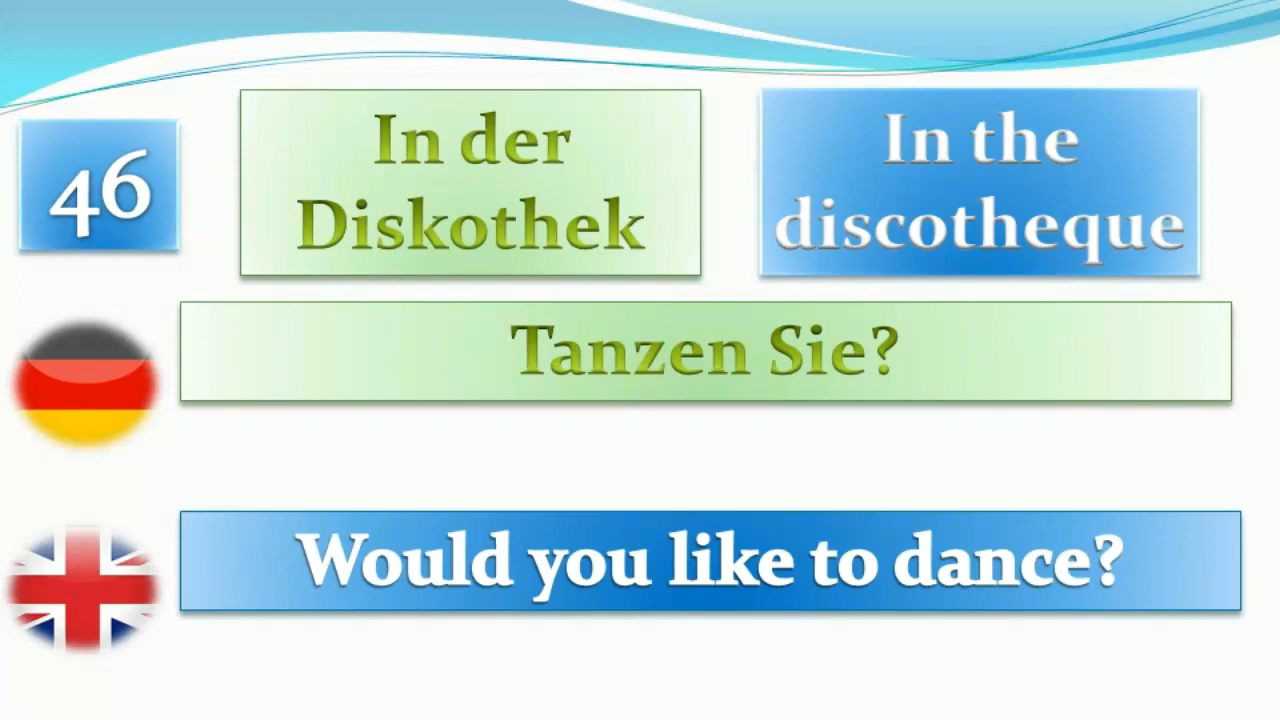 46
In der
Diskothek
In the
discotheque
Tanzen Sie?
Would you like to dance?